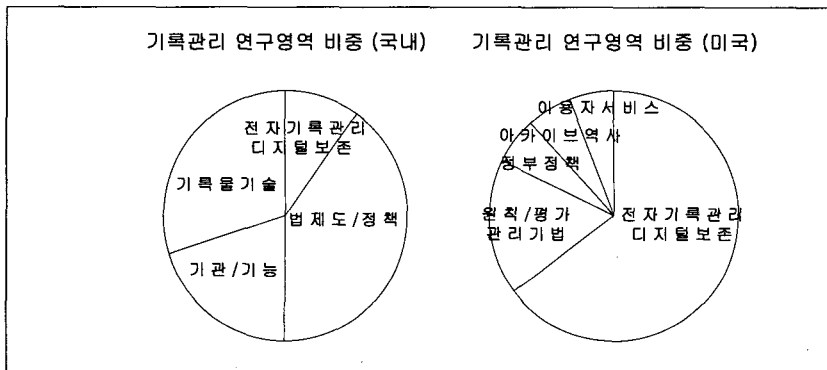 기록관리 연구영역 비중 (국내)
전자기록관리
디지털보존
기록물기술
법제도/정책
기관/기능
기록관리 연구영역 비중 (미국)
이용자서비스
아카이브역사
정부정책
원칙/평가
관리기법
전자기록관리
디지털보존